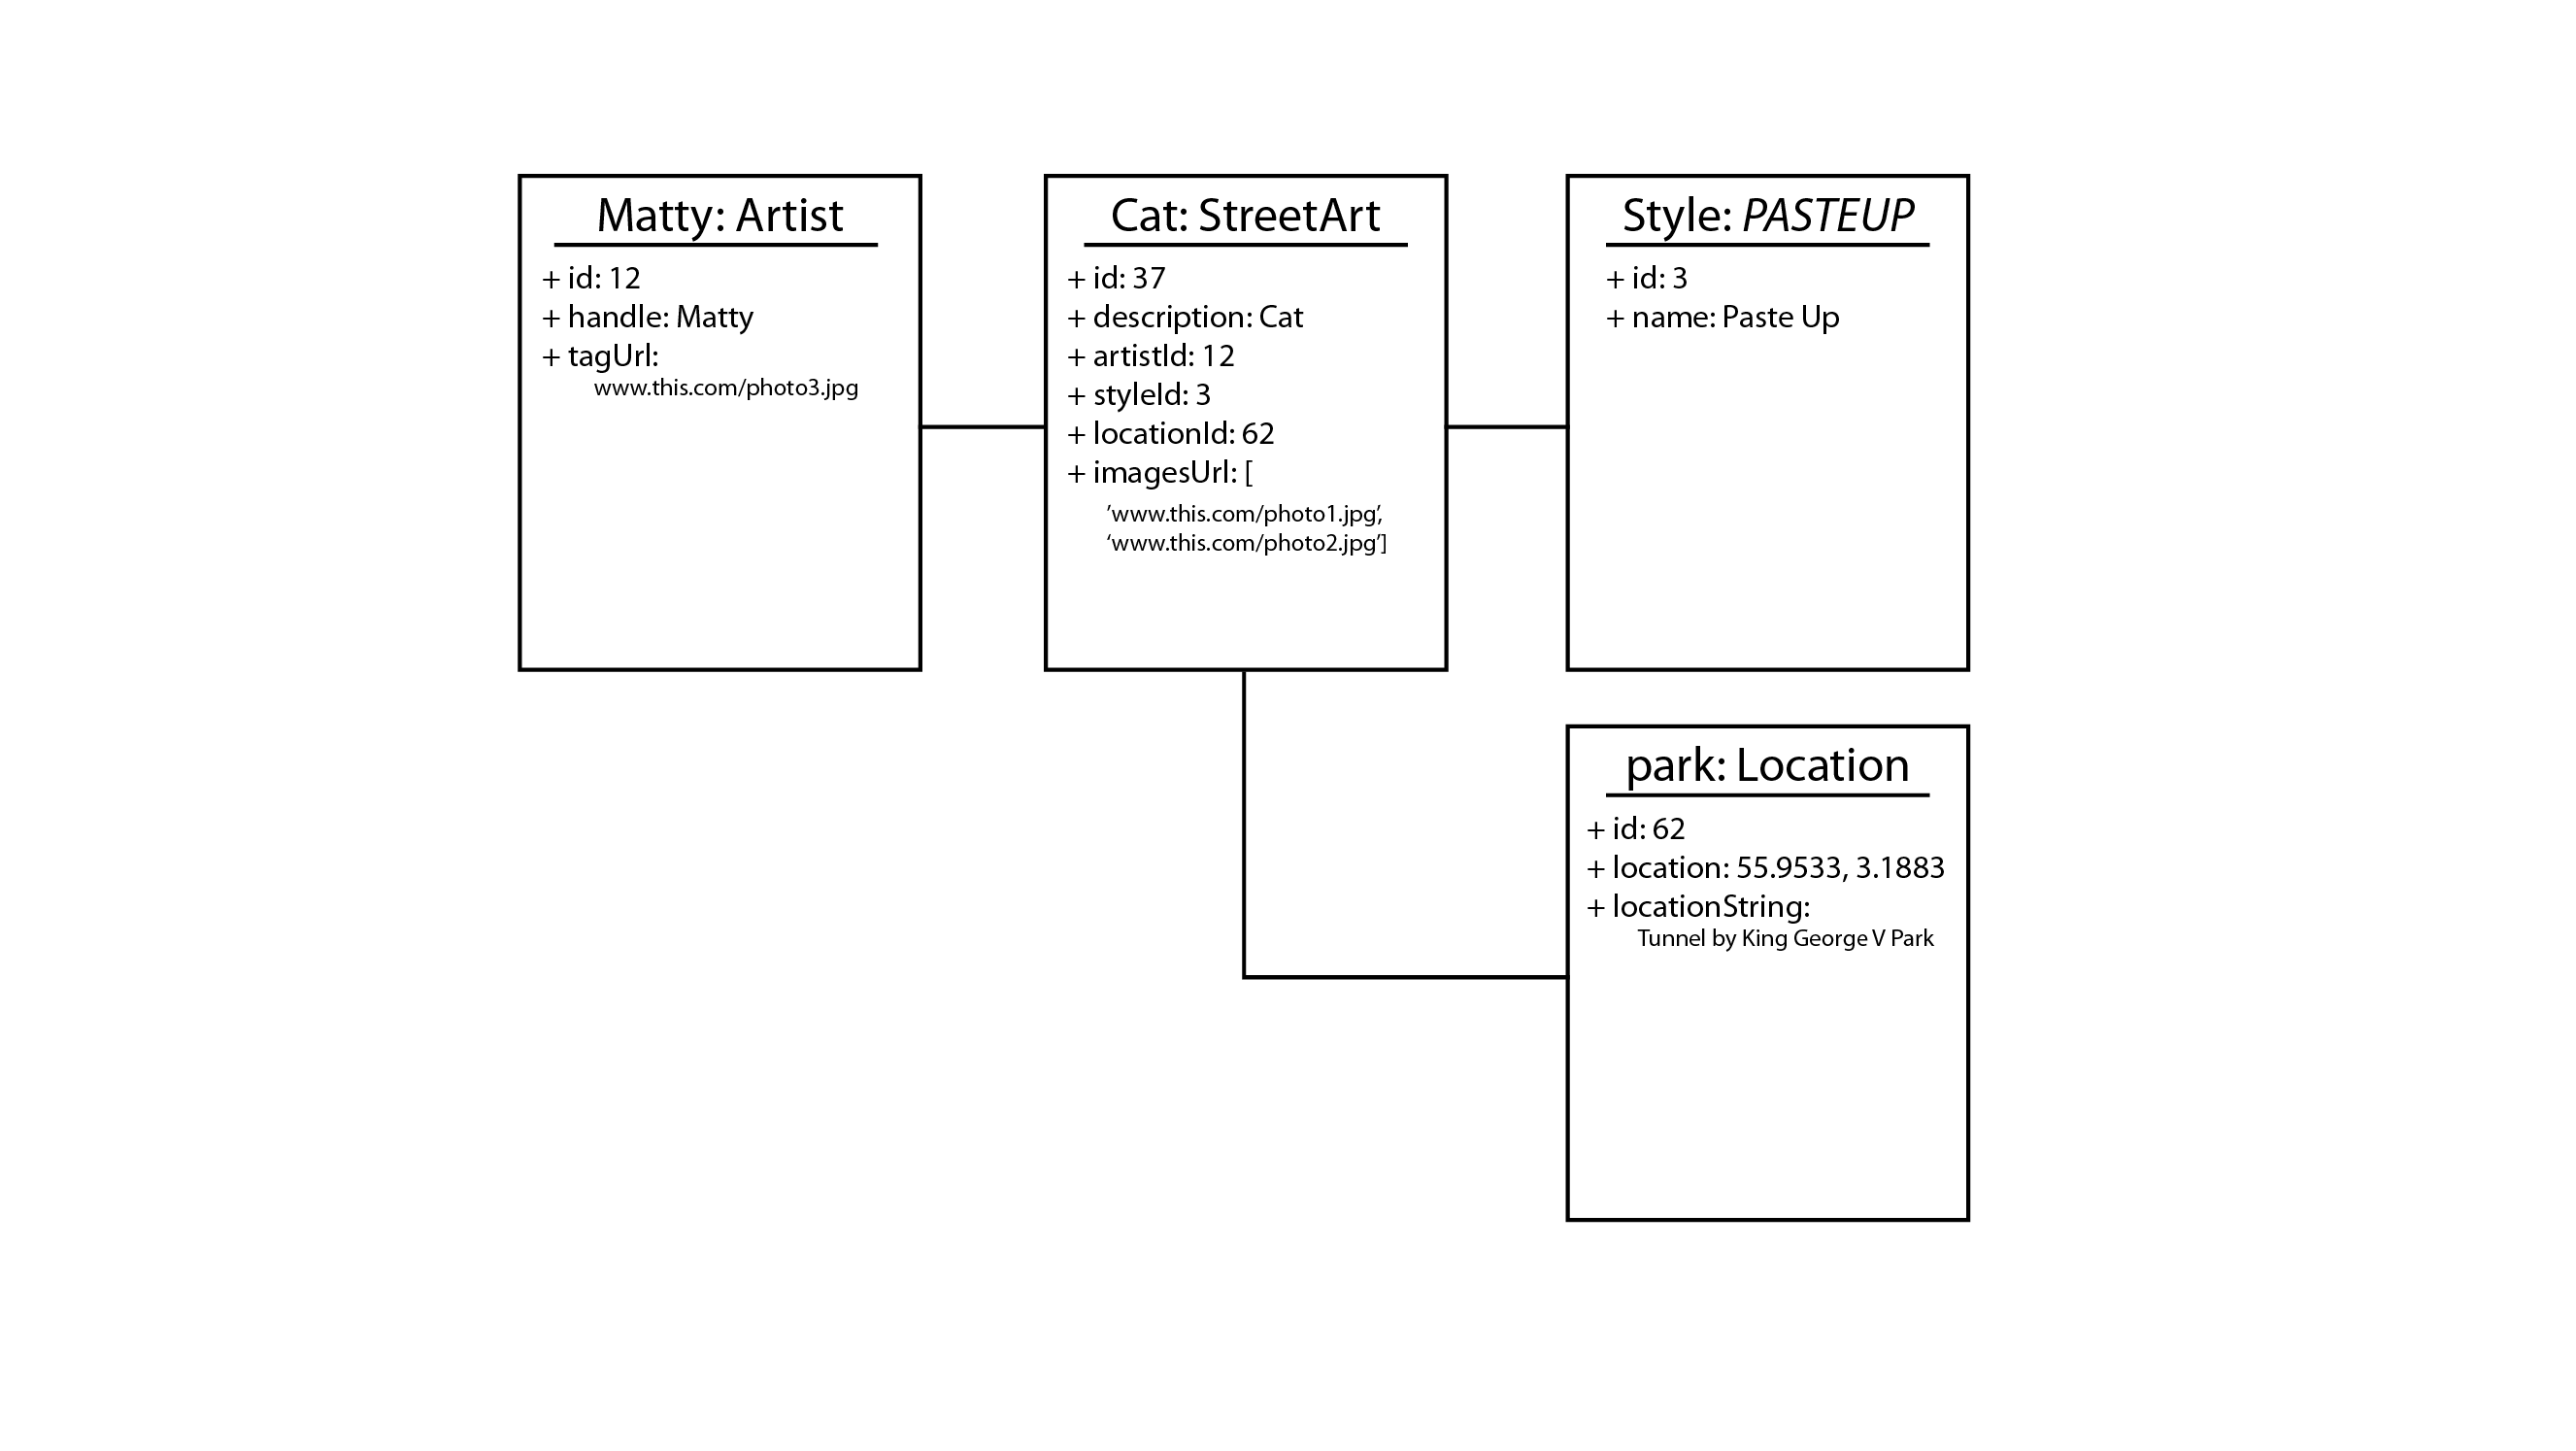 Matty: Artist
+ id: 12
+ handle: Matty
+ tagUrl:
www.this.com/photo3.jpg
Cat: StreetArt
+ id: 37
+ description: Cat
+ artistId: 12
+ styleId: 3
+ locationId: 62
+ imagesUrl: [
’www.this.com/photo1.jpg’,
‘www.this.com/photo2.jpg’]
Style: PASTEUP
+ id: 3
+ name: Paste Up
park: Location
+ id: 62
+ location: 55.9533, 3.1883
+ locationString:
Tunnel by King George V Park